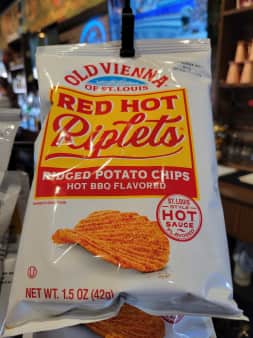 OLD VIENNA
OF ST. LOUIS
RED HOT
Riplets
RIDGED POTATO CHIPS
HOT BBQ FLAVORED
ST. LOUIS
STYLE
HOT
SAUCE
FLAVORED
NET WT. 1.5 OZ (42g)